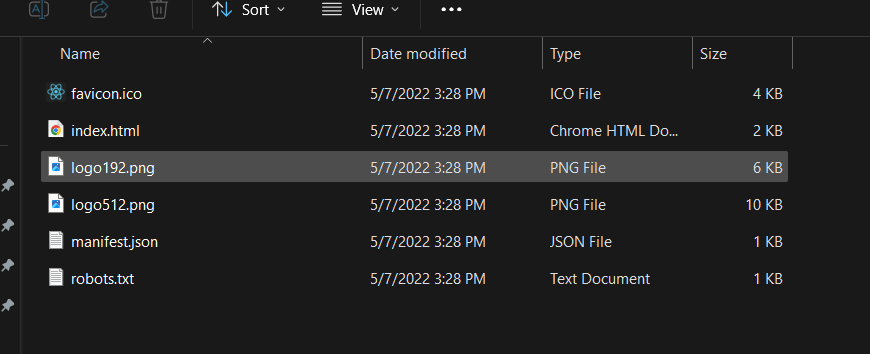 Sort View
Name Date modified Type Size
favicon.ico 5/7/2022 3:28 PM ICO File 4 KB
index.html 5/7/2022 3:28 PM Chrome HTML Do... 2 KB
logo192.png 5/7/2022 3:28 PM PNG File 6 KB
logo512.png 5/7/2022 3:28 PM PNG File 10 KB
manifest.json 5/7/2022 3:28 PM JSON File 1 KB
robots.txt 5/7/2022 3:28 PM Text Document 1 KB